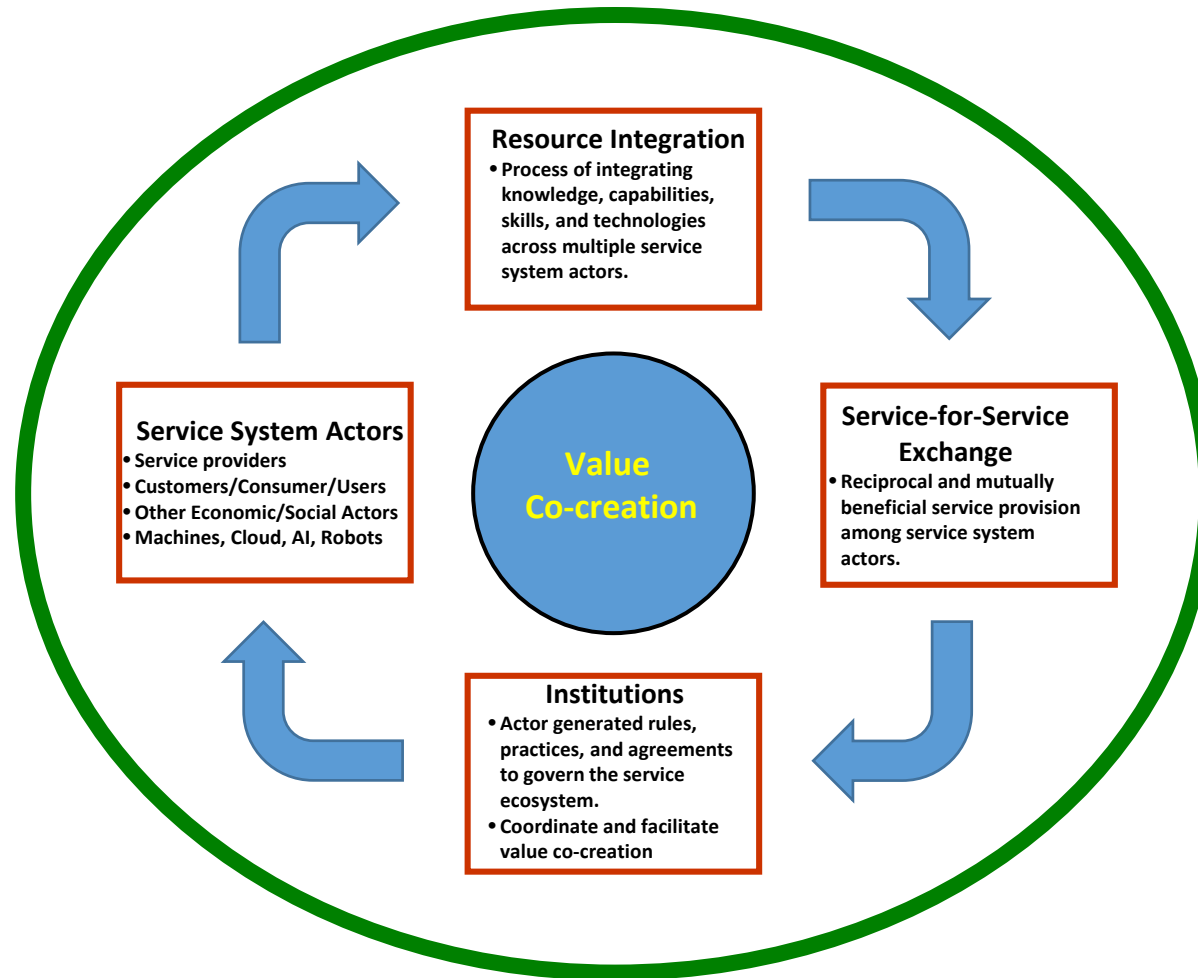 Resource Integration
• Process of integrating
knowledge, capabilities,
skills, and technologies
across multiple service
system actors.
Service System Actors
• Service providers
• Customers/Consumer/Users
• Other Economic/Social Actors
• Machines, Cloud, AI, Robots
Value
Co-creation
Service-for-Service
Exchange
• Reciprocal and mutually
beneficial service provision
among service system
actors.
Institutions
• Actor generated rules,
practices, and agreements
to govern the service
ecosystem.
• Coordinate and facilitate
value co-creation